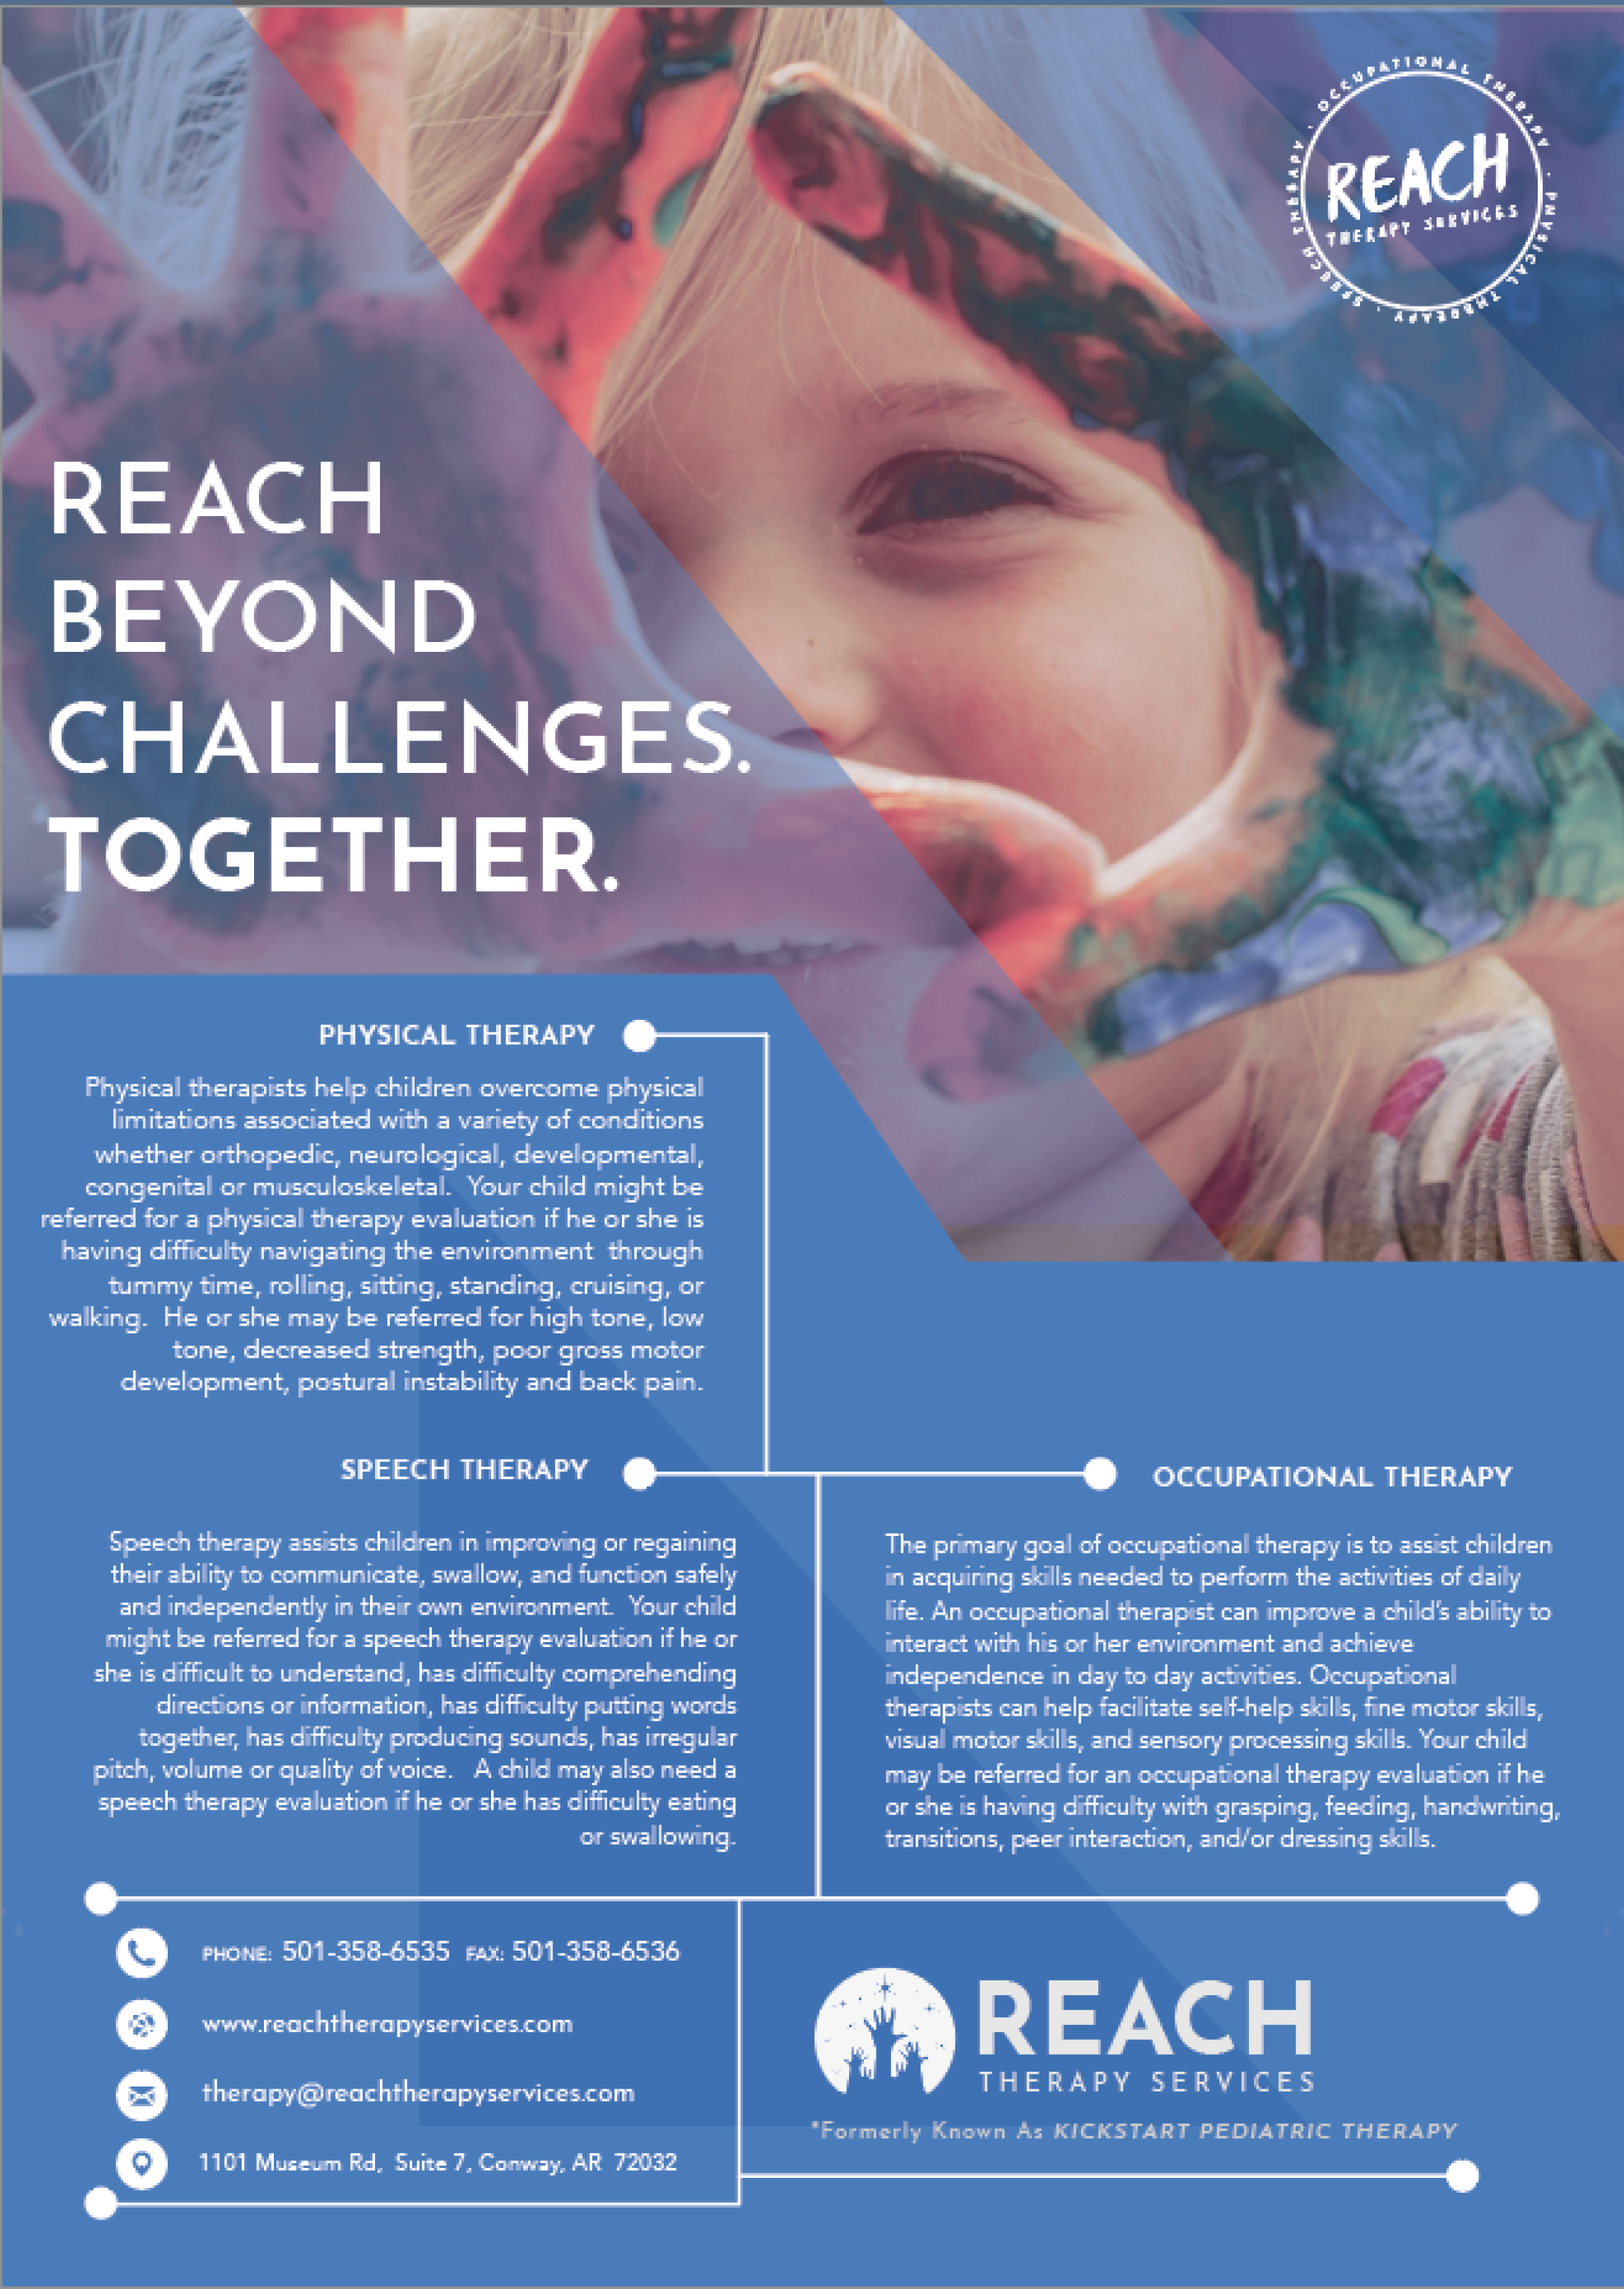 OCCUPATIONAL THERAPY · PHYSICAL THEREAPY · SPEECH THERAPY ·
REACH
THERAPY SERVICES
REACH
BEYOND
CHALLENGES.
TOGETHER.
PHYSICAL THERAPY
Physical therapists help children overcome physical
limitations associated with a variety of conditions
whether orthopedic, neurological, developmental,
congenital or musculoskeletal. Your child might be
referred for a physical therapy evaluation if he or she is
having difficulty navigating the environment through
tummy time, rolling, sitting, standing, cruising, or
walking. He or she may be referred for high tone, low
tone, decreased strength, poor gross motor
development, postural instability and back pain.
SPEECH THERAPY
Speech therapy assists children in improving or regaining
their ability to communicate, swallow, and function safely
and independently in their own environment. Your child
might be referred for a speech therapy evaluation if he or
she is difficult to understand, has difficulty comprehending
directions or information, has difficulty putting words
together, has difficulty producing sounds, has irregular
pitch, volume or quality of voice. A child may also need a
speech therapy evaluation if he or she has difficulty eating
or swallowing.
OCCUPATIONAL THERAPY
The primary goal of occupational therapy is to assist children
in acquiring skills needed to perform the activities of daily
life. An occupational therapist can improve a child's ability to
interact with his or her environment and achieve
independence in day to day activities. Occupational
therapists can help facilitate self-help skills, fine motor skills,
visual motor skills, and sensory processing skills. Your child
may be referred for an occupational therapy evaluation if he
or she is having difficulty with grasping, feeding, handwriting,
transitions, peer interaction, and/or dressing skills.
PHONE: 501-358-6535 FAX: 501-358-6536
www.reachtherapyservices.com
therapy@reachtherapyservices.com
1101 Museum Rd, Suite 7, Conway, AR 72032
REACH
THERAPY SERVICES
*Formerly Known As KICKSTART PEDIATRIC THERAPY